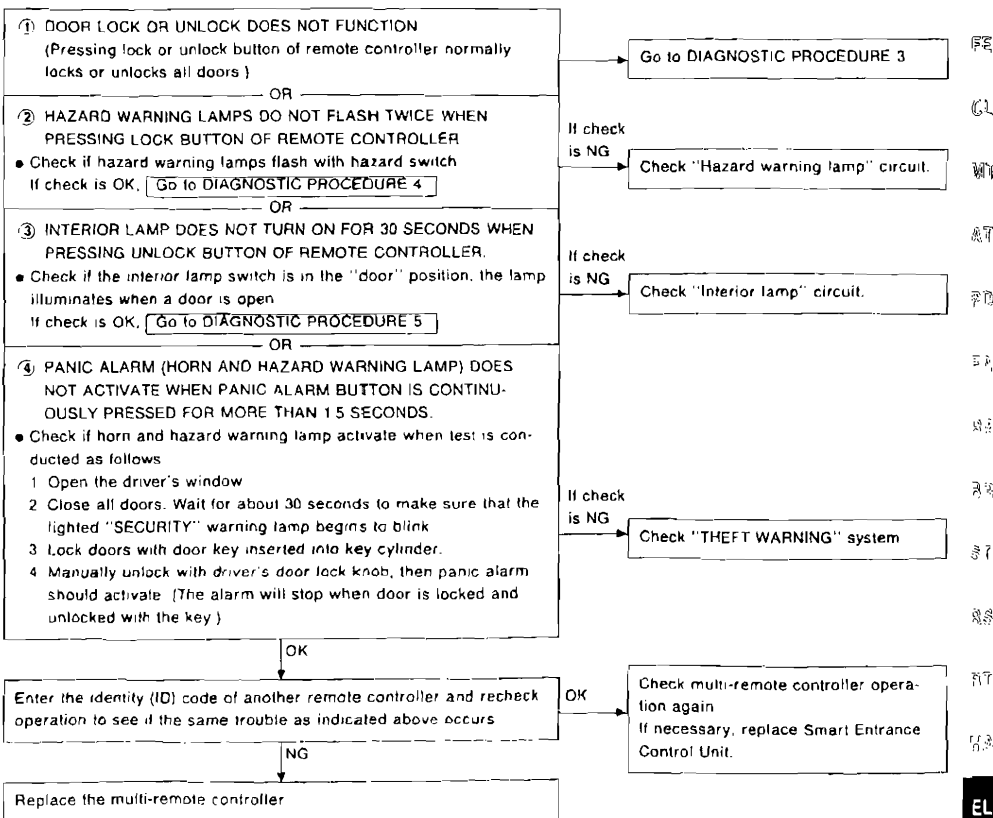 ① DOOR LOCK OR UNLOCK DOES NOT FUNCTION
(Pressing lock or unlock button of remote controller normally
locks or unlocks all doors )
Go to DIAGNOSTIC PROCEDURE 3
OR
② HAZARD WARNING LAMPS DO NOT FLASH TWICE WHEN
PRESSING LOCK BUTTON OF REMOTE CONTROLLER
● Check if hazard warning lamps flash with hazard switch
If check is OK, Go to DIAGNOSTIC PROCEDURE 4
If check
is NG
Check "Hazard warning lamp" circuit.
OR
③ INTERIOR LAMP DOES NOT TURN ON FOR 30 SECONDS WHEN
PRESSING UNLOCK BUTTON OF REMOTE CONTROLLER.
● Check if the interior lamp switch is in the "door" position, the lamp
illuminates when a door is open
If check is OK, Go to DIAGNOSTIC PROCEDURE 5
If check
is NG
Check "Interior lamp" circuit.
OR
④ PANIC ALARM (HORN AND HAZARD WARNING LAMP) DOES
NOT ACTIVATE WHEN PANIC ALARM BUTTON IS CONTINU-
OUSLY PRESSED FOR MORE THAN 1 5 SECONDS.
● Check if horn and hazard warning lamp activate when test is con-
ducted as follows
1 Open the driver's window
2 Close all doors. Wait for about 30 seconds to make sure that the
lighted "SECURITY" warning lamp begins to blink
3 Lock doors with door key inserted into key cylinder.
4 Manually unlock with driver's door lock knob, then panic alarm
should activate (The alarm will stop when door is locked and
unlocked with the key )
If check
is NG
Check "THEFT WARNING" system
OK
Enter the identity (ID) code of another remote controller and recheck
operation to see if the same trouble as indicated above occurs
OK
Check multi-remote controller opera-
tion again
If necessary, replace Smart Entrance
Control Unit.
NG
Replace the multi-remote controller
FE
CL
AT
PD
ST
EL